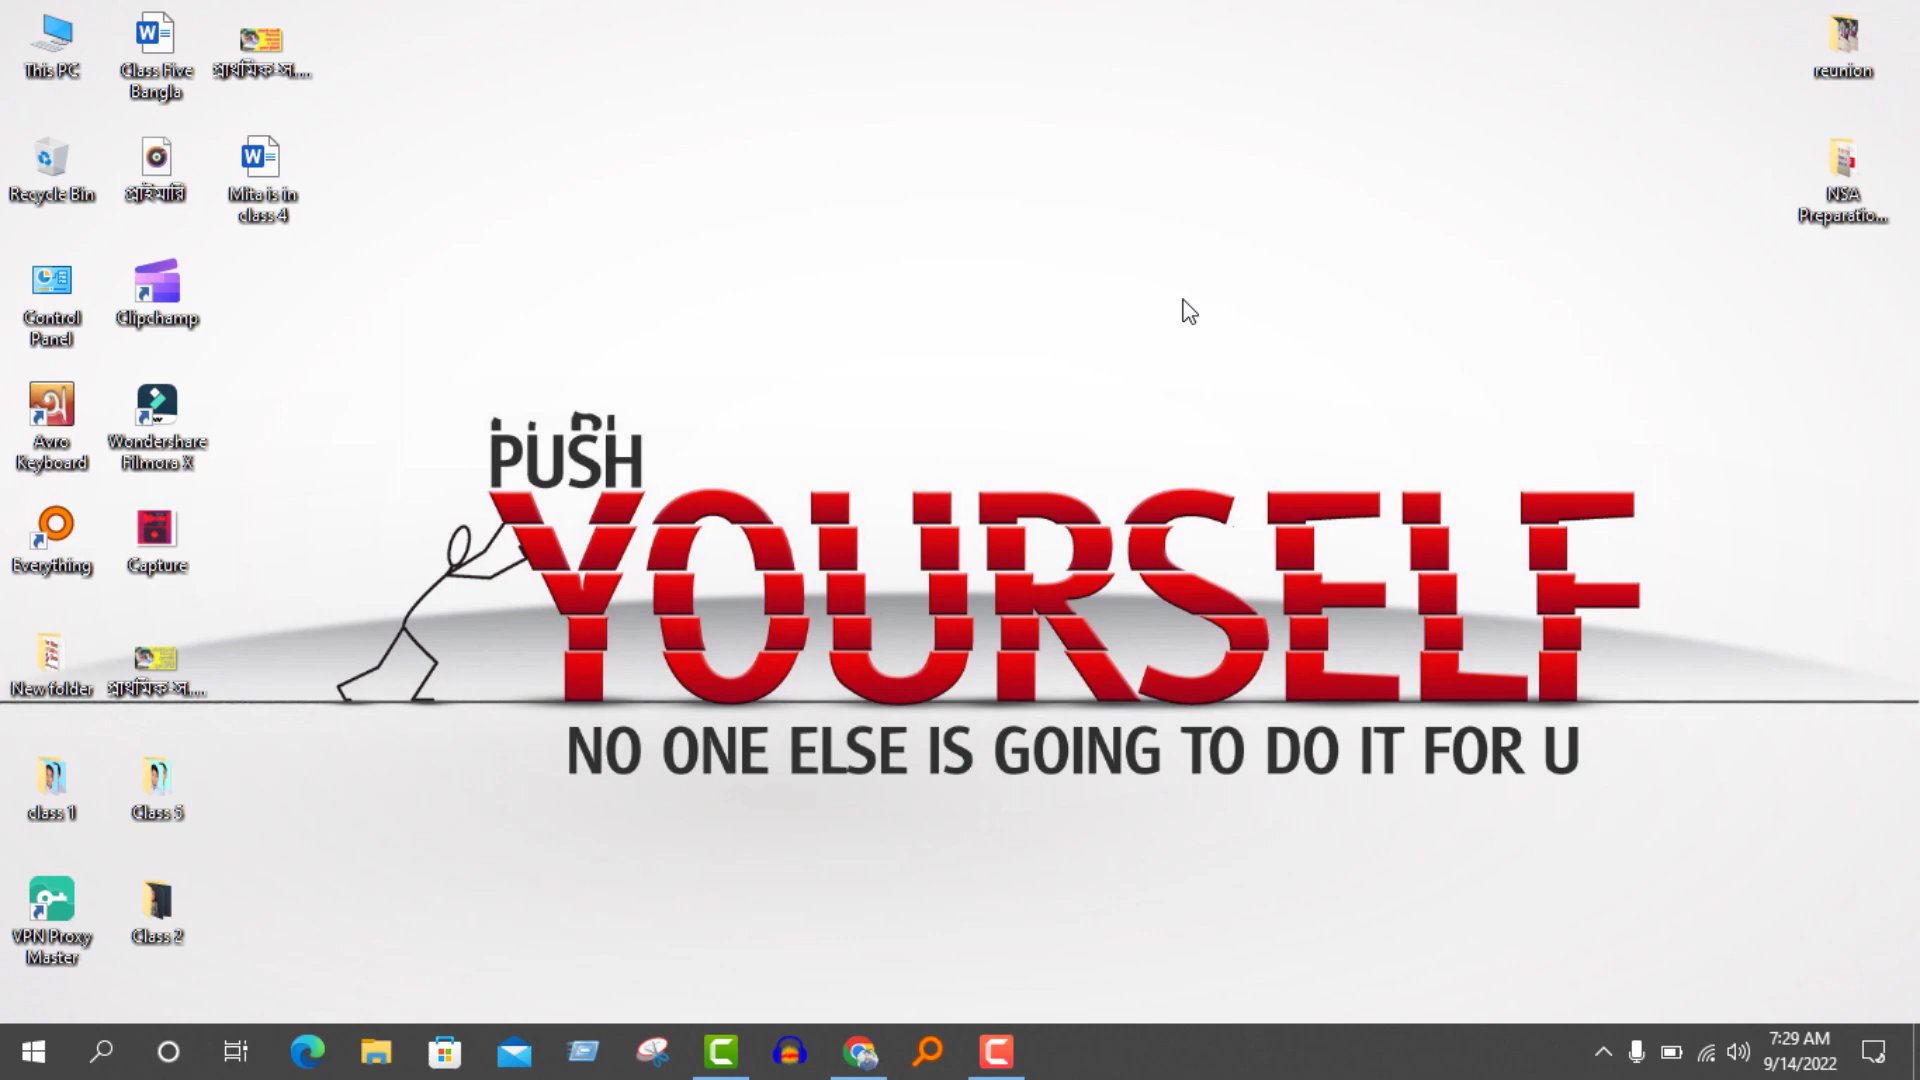 This PC
Class Five
Bangla
প্রাথমিক-স....
reunion
Recycle Bin
প্রাইমারি
Mita is in
class 4
NSA
Preparatio...
Control
Panel
Clipchamp
Avro
Keyboard
Wondershare
Filmora X
Everything
Capture
New folder
প্রাথমিক-স....
PUSH
YOURSELF
NO ONE ELSE IS GOING TO DO IT FOR U
class 1
Class 5
VPN Proxy
Master
Class 2
7:29 AM
9/14/2022